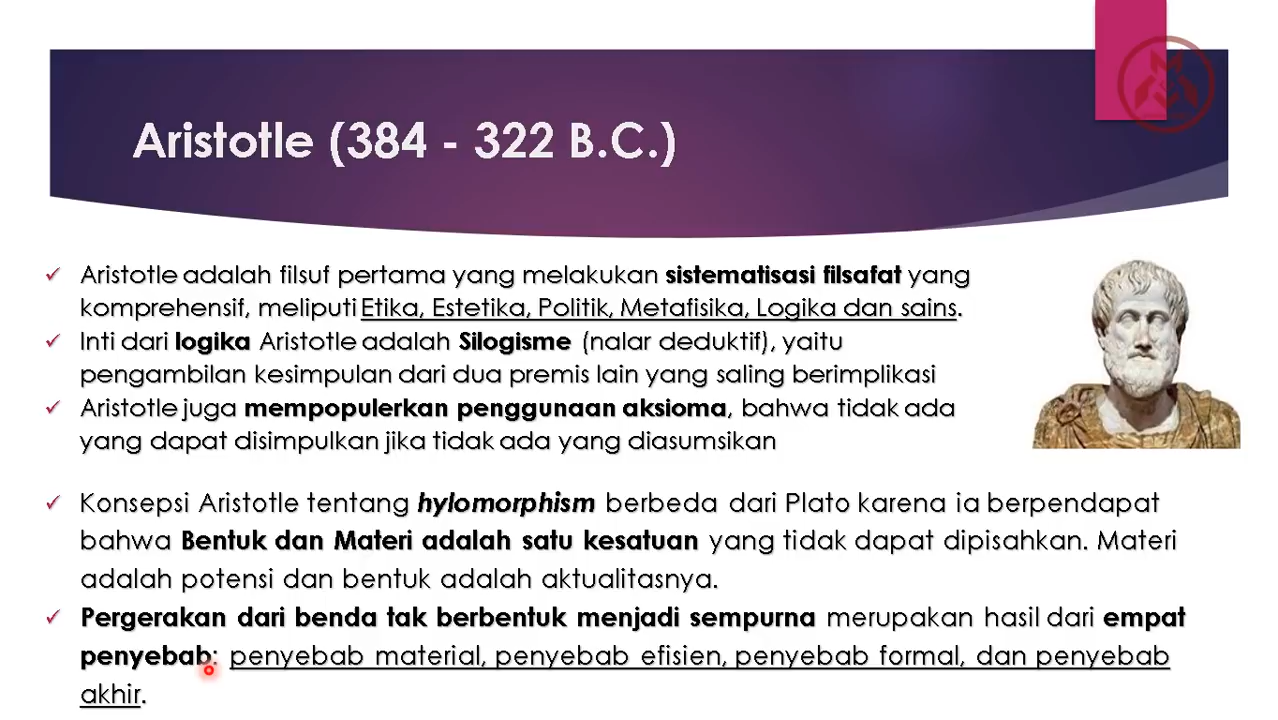 Aristotle (384 - 322 B.C.)
Aristotle adalah filsuf pertama yang melakukan sistematisasi filsafat yang
komprehensif, meliputi Etika, Estetika, Politik, Metafisika, Logika dan sains.
Inti dari logika Aristotle adalah Silogisme (nalar deduktif), yaitu
pengambilan kesimpulan dari dua premis lain yang saling berimplikasi
Aristotle juga mempopulerkan penggunaan aksioma, bahwa tidak ada
yang dapat disimpulkan jika tidak ada yang diasumsikan
Konsepsi Aristotle tentang hylomorphism berbeda dari Plato karena ia berpendapat
bahwa Bentuk dan Materi adalah satu kesatuan yang tidak dapat dipisahkan. Materi
adalah potensi dan bentuk adalah aktualitasnya.
Pergerakan dari benda tak berbentuk menjadi sempurna merupakan hasil dari empat
penyebab: penyebab material, penyebab efisien, penyebab formal, dan penyebab
akhir.